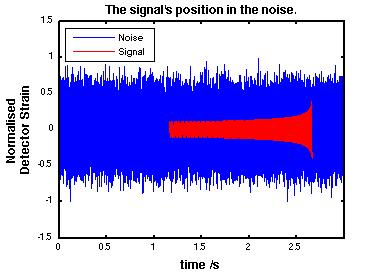 The signal's position in the noise.
Noise
Signal
Normalised
Detector Strain
1.5
1
0.5
0
-0.5
-1
-1.5
0
0.5
1
1.5
2
2.5
time /s